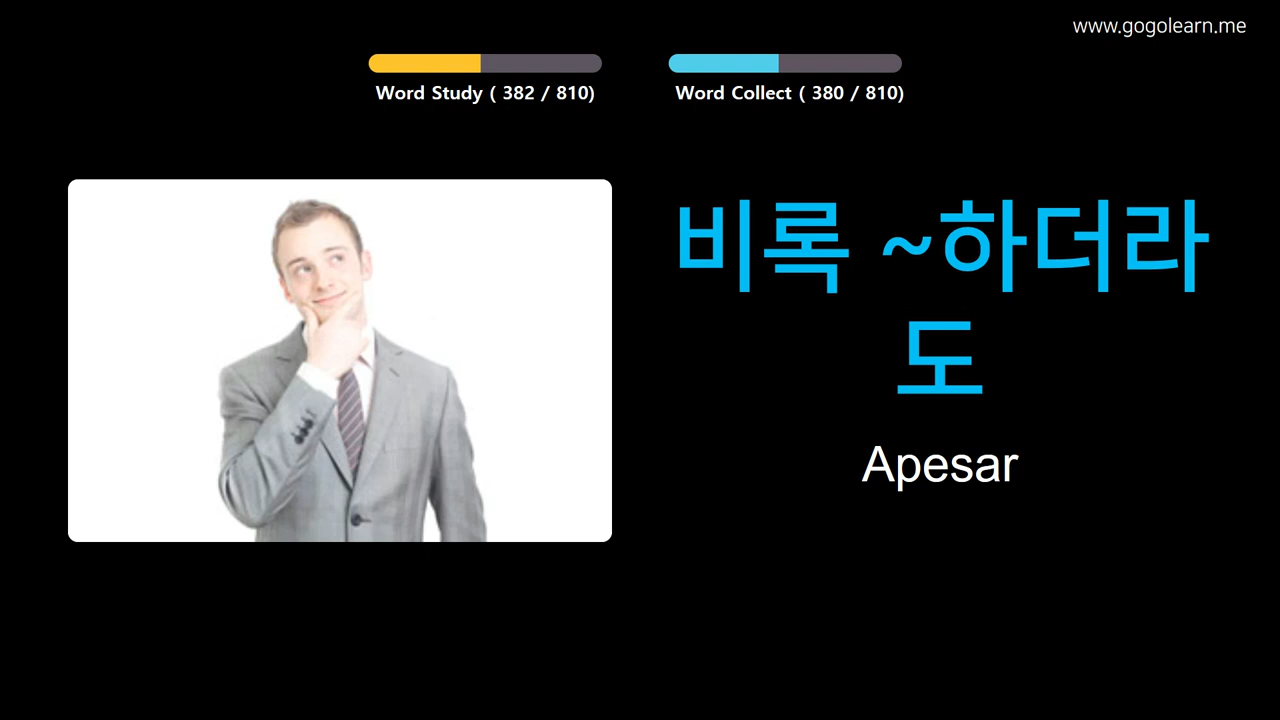 www.gogolearn.me
Word Study ( 382 / 810)
Word Collect ( 380 / 810)
비록 ~하더라
도
Apesar